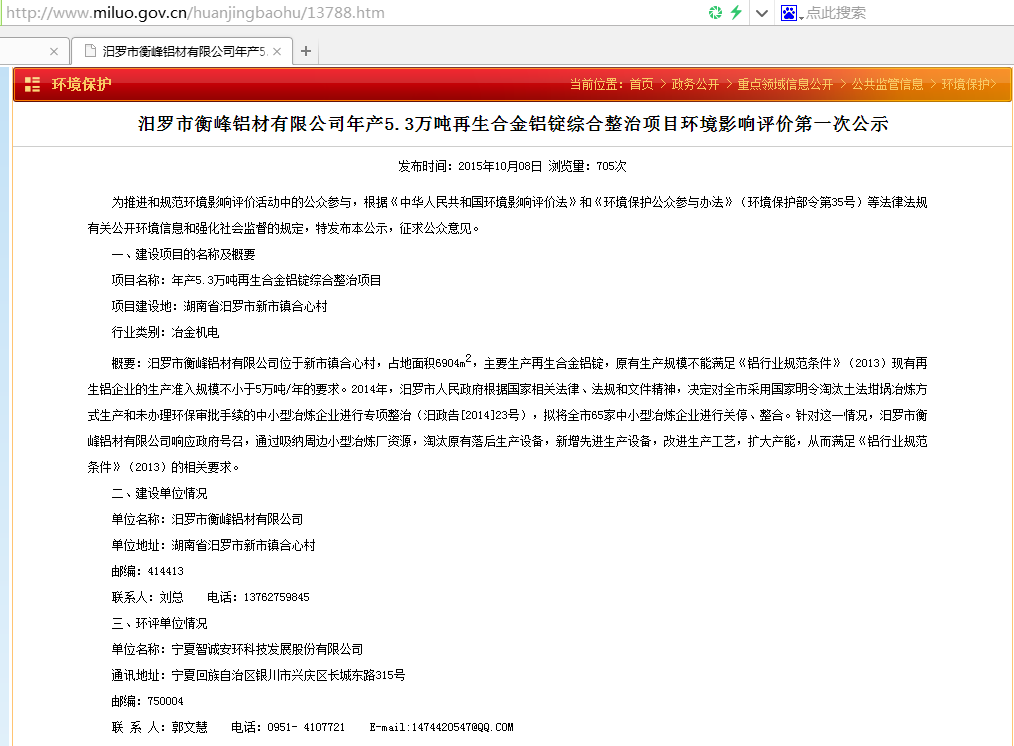 http://www.miluo.gov.cn/huanjingbaohu/13788.htm 点此搜索
汨罗市衡峰铝材有限公司年产5.
环境保护 当前位置：首页 > 政务公开 > 重点领域信息公开 > 公共监管信息 > 环境保护>
汨罗市衡峰铝材有限公司年产5.3万吨再生合金铝锭综合整治项目环境影响评价第一次公示
发布时间：2015年10月08日 浏览量：705次
为推进和规范环境影响评价活动中的公众参与，根据《中华人民共和国环境影响评价法》和《环境保护公众参与办法》（环境保护部令第35号）等法律法规
有关公开环境信息和强化社会监督的规定，特发布本公示，征求公众意见。
一、建设项目的名称及概要
项目名称：年产5.3万吨再生合金铝锭综合整治项目
项目建设地：湖南省汨罗市新市镇合心村
行业类别：冶金机电
概要：汨罗市衡峰铝材有限公司位于新市镇合心村，占地面积6904m²，主要生产再生合金铝锭，原有生产规模不能满足《铝行业规范条件》（2013）现有再
生铝企业的生产准入规模不小于5万吨/年的要求。2014年，汨罗市人民政府根据国家相关法律、法规和文件精神，决定对全市采用国家明令淘汰土法坩埚冶炼方
式生产和未办理环保审批手续的中小型冶炼企业进行专项整治（汨政告[2014]23号），拟将全市65家中小型冶炼企业进行关停、整合。针对这一情况，汨罗市衡
峰铝材有限公司响应政府号召，通过吸纳周边小型冶炼厂资源，淘汰原有落后生产设备，新增先进生产设备，改进生产工艺，扩大产能，从而满足《铝行业规范
条件》（2013）的相关要求。
二、建设单位情况
单位名称：汨罗市衡峰铝材有限公司
单位地址：湖南省汨罗市新市镇合心村
邮编：414413
联系人：刘总 电话：13762759845
三、环评单位情况
单位名称：宁夏智诚安环科技发展股份有限公司
通讯地址：宁夏回族自治区银川市兴庆区长城东路315号
邮编：750004
联 系 人：郭文慧 电话：0951- 4107721 E-mail:1474420547@QQ.COM